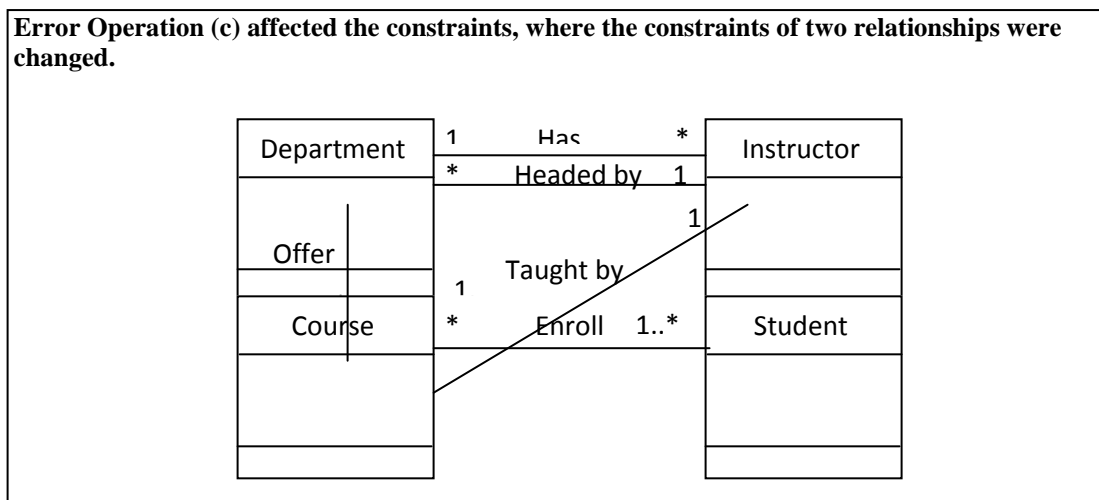 Error Operation (c) affected the constraints, where the constraints of two relationships were
changed.
Department 1 Has * Instructor
* Headed by 1
1
Offer
Taught by
1
Course * Enroll 1..* Student